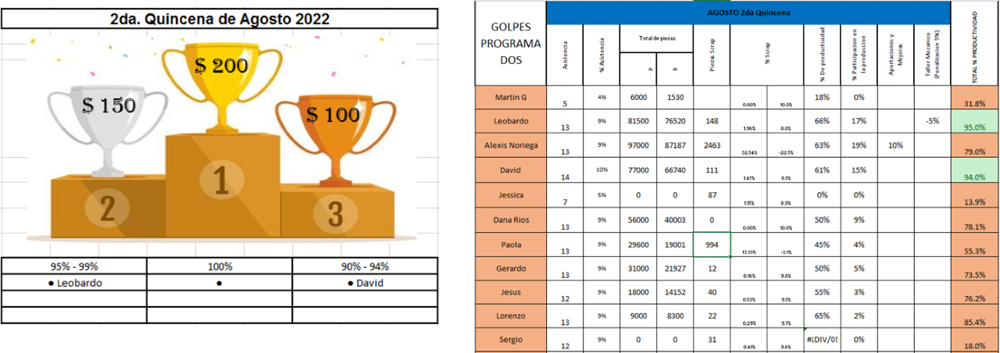 2da. Quincena de Agosto 2022
$ 200
$ 150
$ 100
1
2
3
95% - 99% 100% 90% - 94%
● Leobardo ● ● David
GOLPES PROGRAMA DOS
AGOSTO 2da Quincena
Asistencia
% Asistencia
Total de piezas
P R
Piezas Scrap
% Scrap
% De productividad
% Participacion en la produccion
Aportaciones y Mejoras
Taller Mecanico (Penalizacion 5%)
TOTAL % PRODUCTIVIDAD
Martin G 5 4% 6000 1530 0.00% 10.0% 18% 0% 31.8%
Leobardo 13 9% 81500 76520 148 1.96% 8.0% 66% 17% -5% 95.0%
Alexis Noriega 13 9% 97000 87187 2463 32.54% -22.5% 63% 19% 10% 79.0%
David 14 10% 77000 66740 111 1.47% 8.5% 61% 15% 94.0%
Jessica 7 5% 0 0 87 1.15% 8.9% 0% 0% 13.9%
Dana Rios 13 9% 56000 40003 0 0.00% 10.0% 50% 9% 78.1%
Paola 13 9% 29600 19001 994 13.13% -3.1% 45% 4% 55.3%
Gerardo 13 9% 31000 21927 12 0.16% 9.8% 50% 5% 73.5%
Jesus 12 9% 18000 14152 40 0.53% 9.5% 55% 3% 76.2%
Lorenzo 13 9% 9000 8300 22 0.29% 9.7% 65% 2% 85.4%
Sergio 12 9% 0 0 31 0.41% 9.6% #¡DIV/0! 0% 18.0%